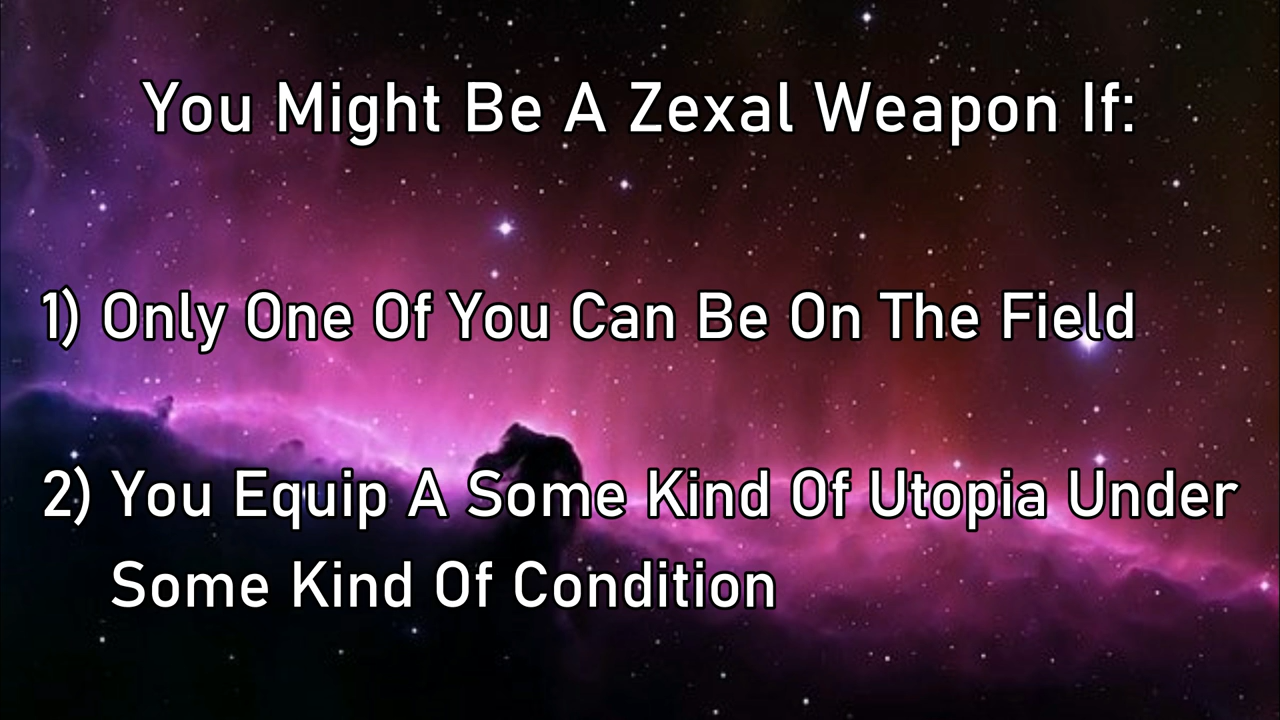 You Might Be A Zexal Weapon If:
1) Only One Of You Can Be On The Field
2) You Equip A Some Kind Of Utopia Under
Some Kind Of Condition